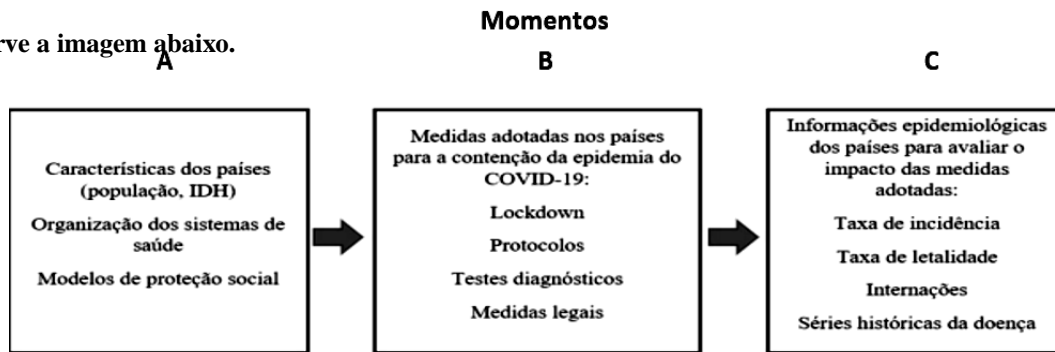 Momentos
rve a imagem abaixo.
A
B
C
Características dos países
(população, IDH)
Organização dos sistemas de
saúde
Modelos de proteção social
Medidas adotadas nos países
para a contenção da epidemia do
COVID-19:
Lockdown
Protocolos
Testes diagnósticos
Medidas legais
Informações epidemiológicas
dos países para avaliar o
impacto das medidas
adotadas:
Taxa de incidência
Taxa de letalidade
Internações
Séries históricas da doença